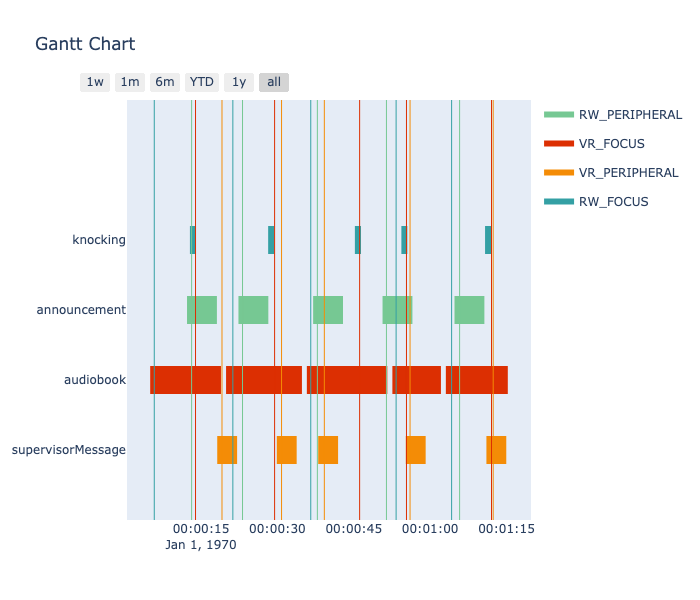 Gantt Chart
1w 1m 6m YTD 1y all
RW_PERIPHERAL
VR_FOCUS
VR_PERIPHERAL
RW_FOCUS
knocking
announcement
audiobook
supervisorMessage
00:00:15 00:00:30 00:00:45 00:01:00 00:01:15
Jan 1, 1970